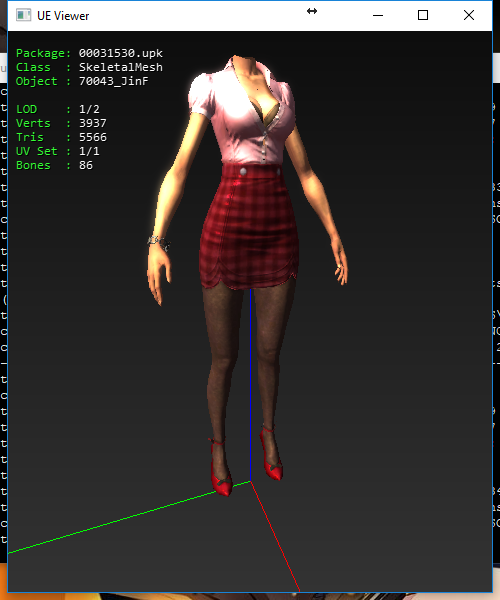 UE Viewer
Package: 00031530.upk
Class : SkeletalMesh
Object : 70043_JinF
LOD : 1/2
Verts : 3937
Tris : 5566
UV Set : 1/1
Bones : 86